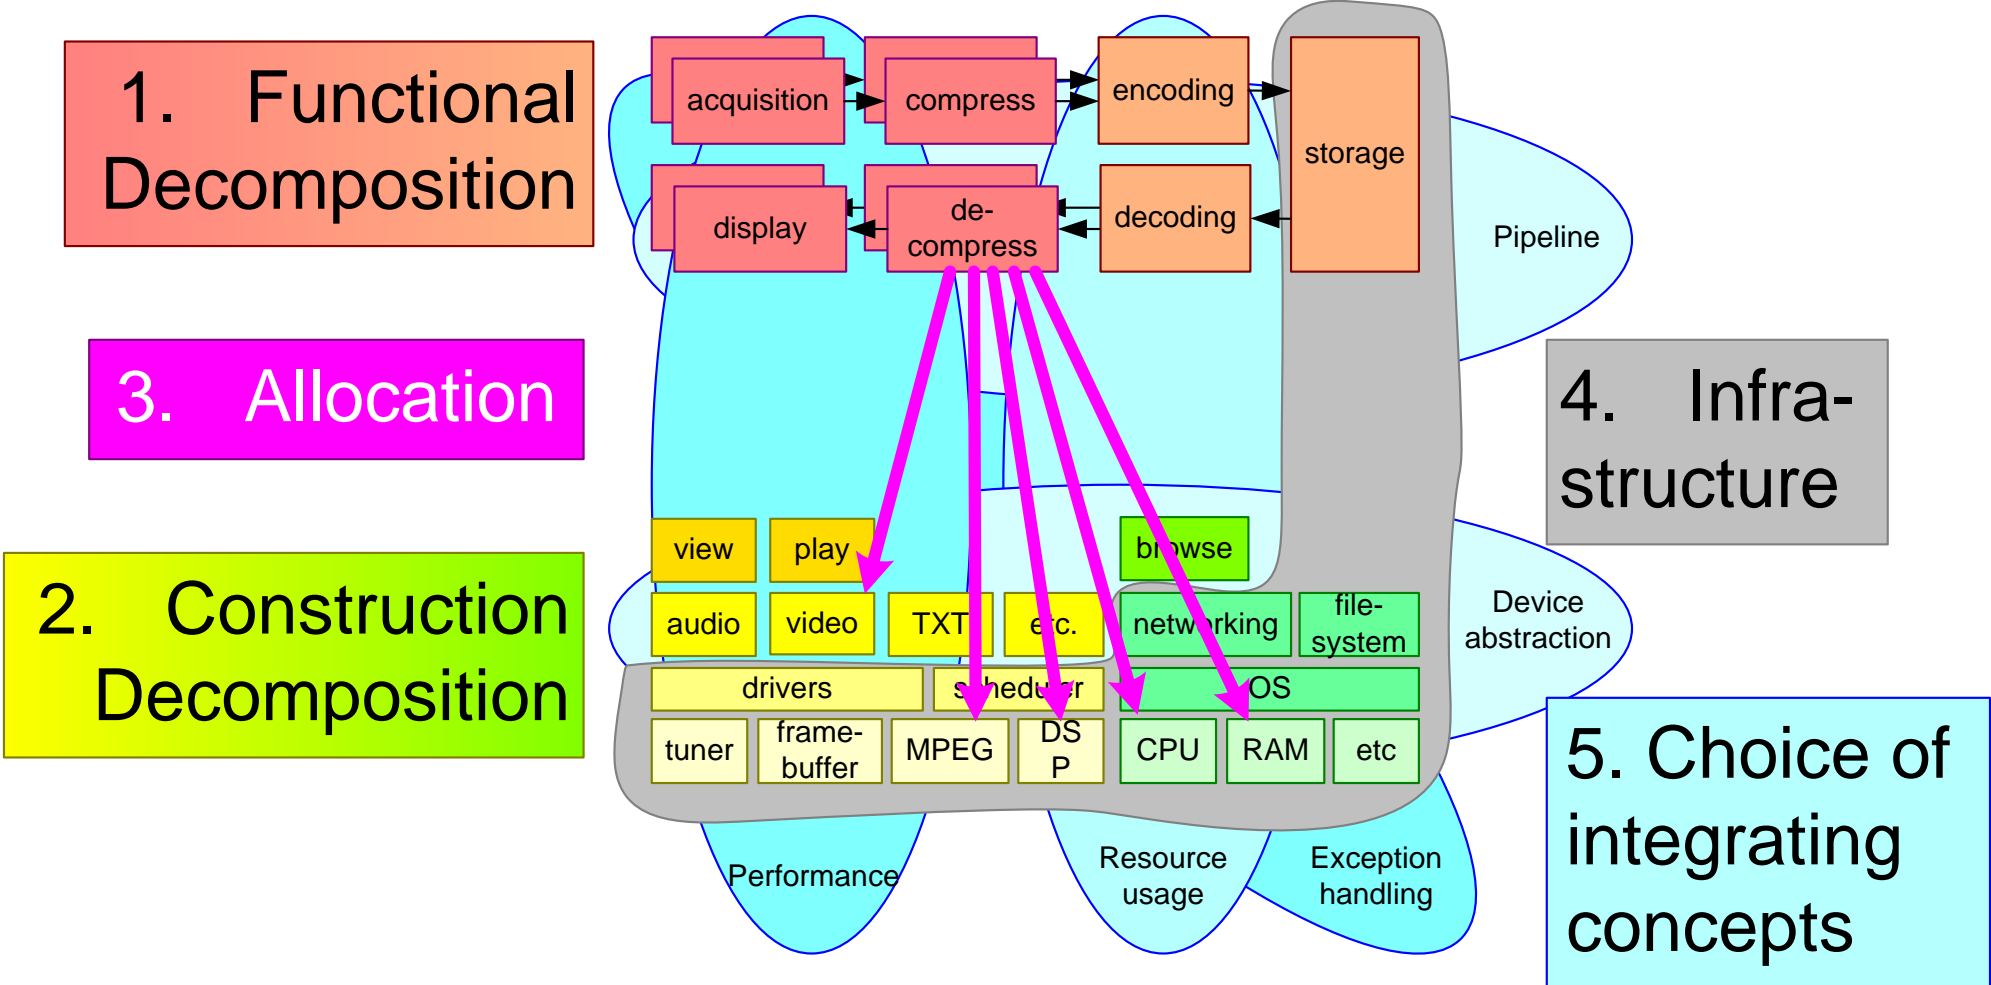 1. Functional
Decomposition
acquisition
compress
encoding
storage
display
de-
compress
decoding
Pipeline
3. Allocation
4. Infra-
structure
2. Construction
Decomposition
view
play
browse
audio
video
TXT
etc.
networking
file-
system
Device
abstraction
drivers
scheduler
OS
tuner
frame-
buffer
MPEG
DS
P
CPU
RAM
etc
5. Choice of
integrating
concepts
Performance
Resource
usage
Exception
handling